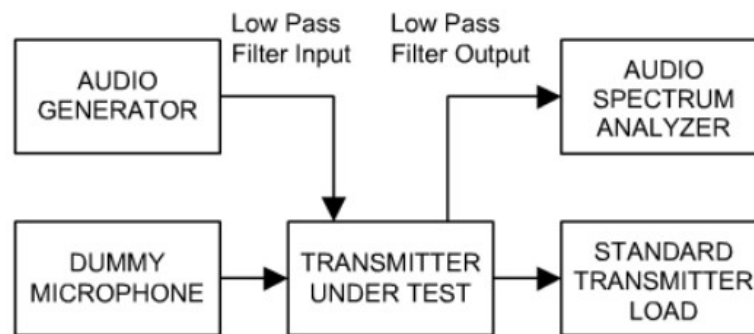 Low Pass
Filter Input
Low Pass
Filter Output
AUDIO
GENERATOR
AUDIO
SPECTRUM
ANALYZER
DUMMY
MICROPHONE
TRANSMITTER
UNDER TEST
STANDARD
TRANSMITTER
LOAD